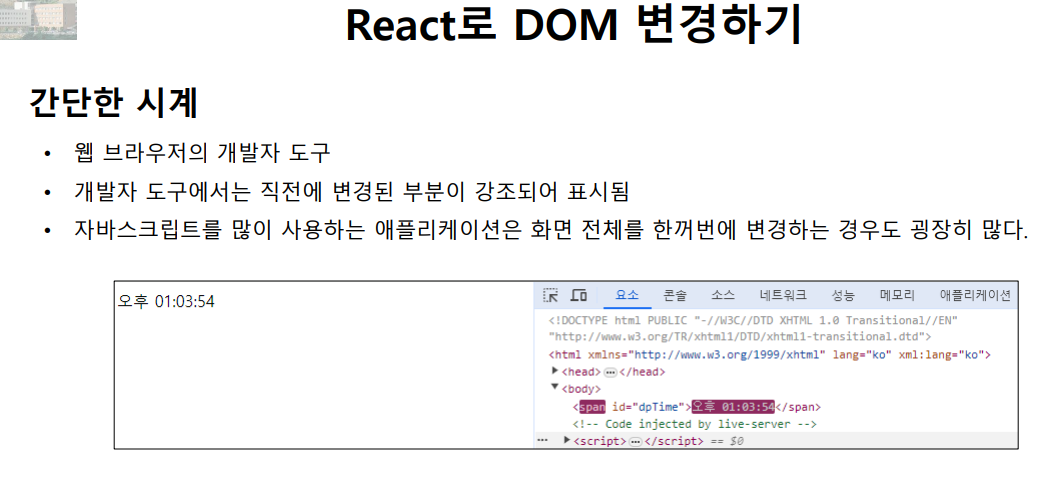 React로 DOM 변경하기
간단한 시계
• 웹 브라우저의 개발자 도구
• 개발자 도구에서는 직전에 변경된 부분이 강조되어 표시됨
• 자바스크립트를 많이 사용하는 애플리케이션은 화면 전체를 한꺼번에 변경하는 경우도 굉장히 많다.
오후 01:03:54
요소 콘솔 소스 네트워크 성능 메모리 애플리케이션
<!DOCTYPE html PUBLIC "-//W3C//DTD XHTML 1.0 Transitional//EN"
"http://www.w3.org/TR/xhtml1/DTD/xhtml1-transitional.dtd">
<html xmlns="http://www.w3.org/1999/xhtml" lang="ko" xml:lang="ko">
▶<head>…</head>
▼<body>
<span id="dpTime">오후 01:03:54</span>
<!-- Code injected by live-server -->
… ▶<script>…</script> == $0